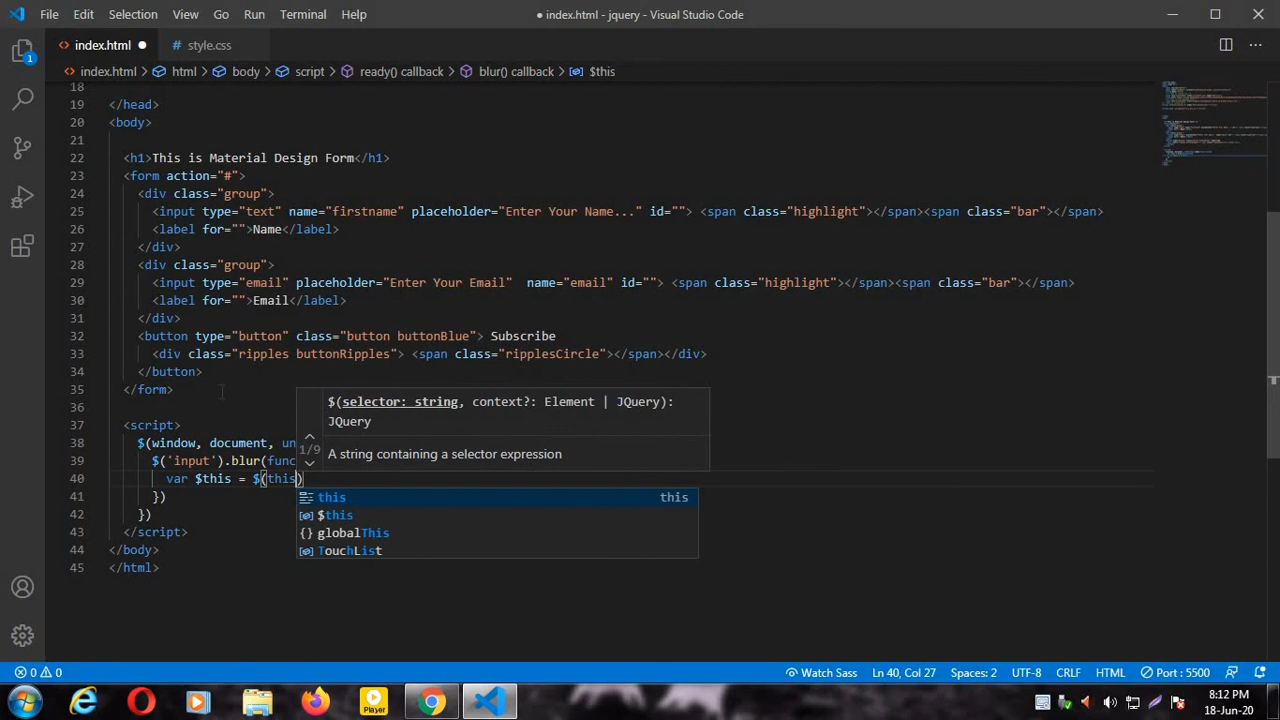 File Edit Selection View Go Run Terminal Help ● index.html - jquery - Visual Studio Code
<> index.html ● # style.css
<> index.html > html > body > script > ready() callback > blur() callback > $this
18
19 </head>
20 <body>
21
22 <h1>This is Material Design Form</h1>
23 <form action="#">
24 <div class="group">
25 <input type="text" name="firstname" placeholder="Enter Your Name..." id=""> <span class="highlight"></span><span class="bar"></span>
26 <label for="">Name</label>
27 </div>
28 <div class="group">
29 <input type="email" placeholder="Enter Your Email"  name="email" id=""> <span class="highlight"></span><span class="bar"></span>
30 <label for="">Email</label>
31 </div>
32 <button type="button" class="button buttonBlue"> Subscribe
33 <div class="ripples buttonRipples"> <span class="ripplesCircle"></span></div>
34 </button>
35 </form>
36
37 <script>
38 $(window, document, un
39 $('input').blur(func
40 var $this = $(this)
41 })
42 })
43 </script>
44 </body>
45 </html>
$(selector: string, context?: Element | JQuery):
JQuery
1/9
A string containing a selector expression
this this
$this
{} globalThis
TouchList
1
0 0 Watch Sass Ln 40, Col 27 Spaces: 2 UTF-8 CRLF HTML Port : 5500
Player
8:12 PM
18-Jun-20